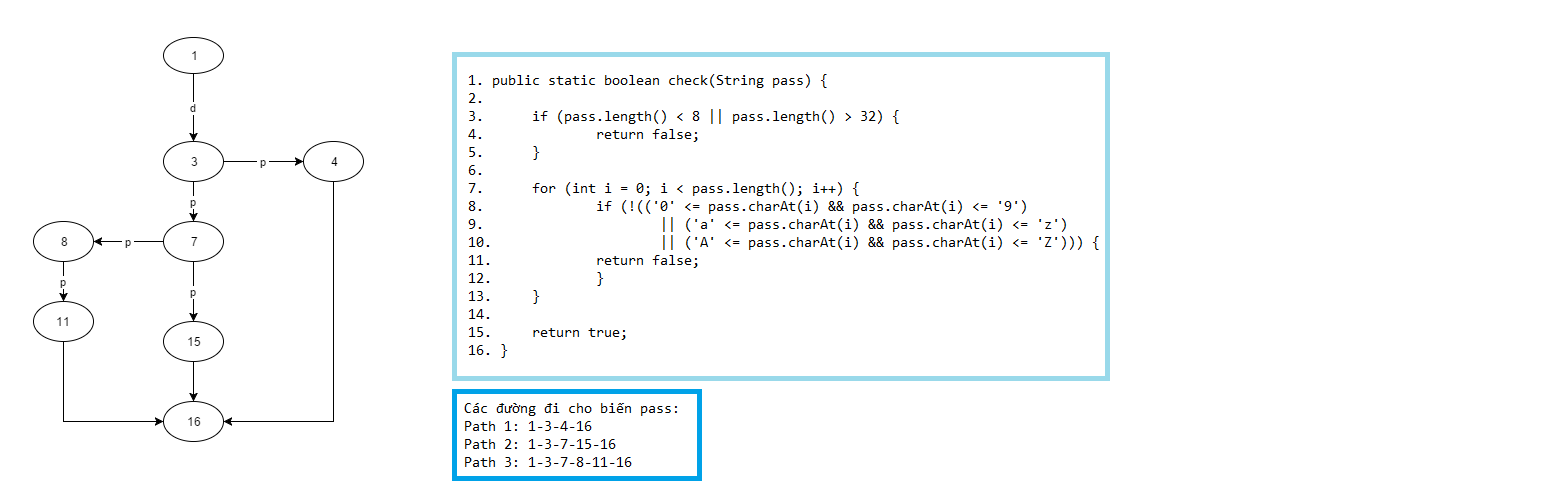 1
d
3
p
4
p
8
p
7
p
p
11
15
16
1. public static boolean check(String pass) {
2.
3. if (pass.length() < 8 || pass.length() > 32) {
4. return false;
5. }
6.
7. for (int i = 0; i < pass.length(); i++) {
8. if (!(('0' <= pass.charAt(i) && pass.charAt(i) <= '9')
9. || ('a' <= pass.charAt(i) && pass.charAt(i) <= 'z')
10. || ('A' <= pass.charAt(i) && pass.charAt(i) <= 'Z'))) {
11. return false;
12. }
13. }
14.
15. return true;
16. }
Các đường đi cho biến pass:
Path 1: 1-3-4-16
Path 2: 1-3-7-15-16
Path 3: 1-3-7-8-11-16